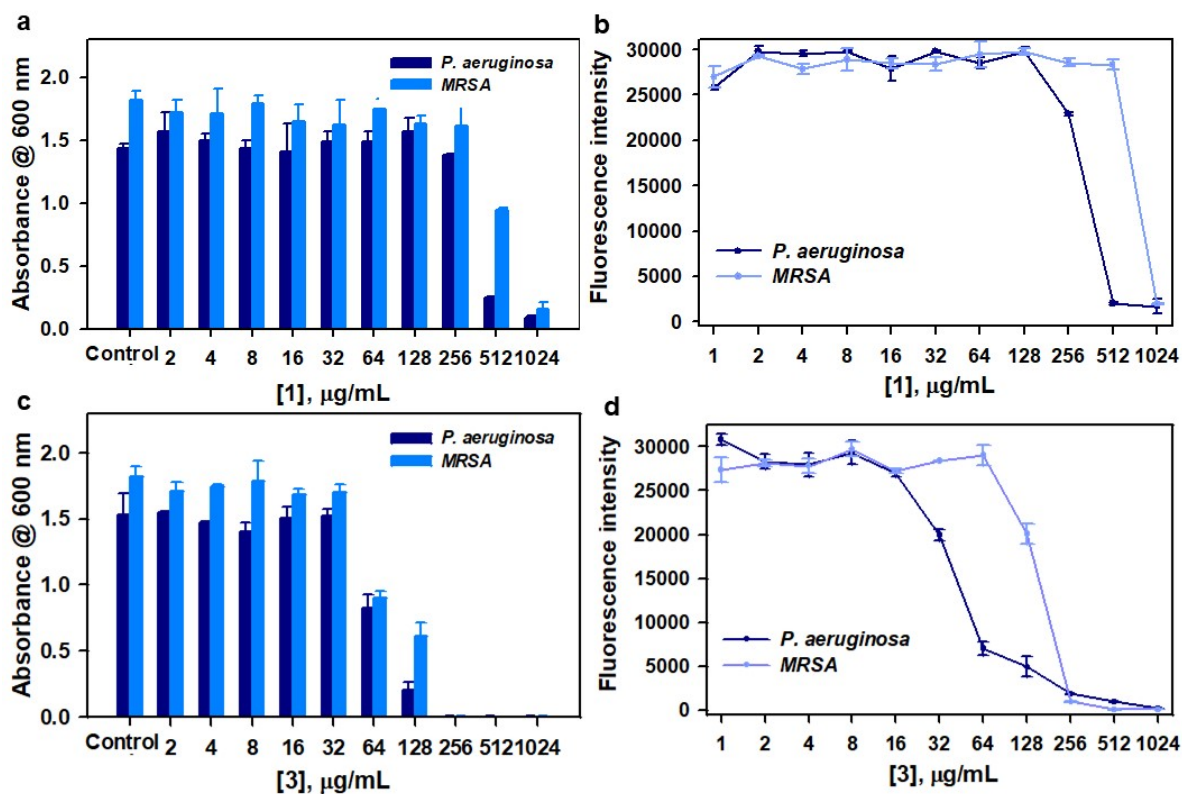 a
Absorbance @ 600 nm
2.0
1.5
1.0
0.5
0.0
P. aeruginosa
MRSA
Control 2 4 8 16 32 64 128 256 512 1024
[1], μg/mL
b
Fluorescence intensity
30000
25000
20000
15000
10000
5000
0
P. aeruginosa
MRSA
1 2 4 8 16 32 64 128 256 512 1024
[1], μg/mL
c
Absorbance @ 600 nm
2.0
1.5
1.0
0.5
0.0
P. aeruginosa
MRSA
Control 2 4 8 16 32 64 128 256 512 1024
[3], μg/mL
d
Fluorescence intensity
30000
25000
20000
15000
10000
5000
0
P. aeruginosa
MRSA
1 2 4 8 16 32 64 128 256 512 1024
[3], μg/mL